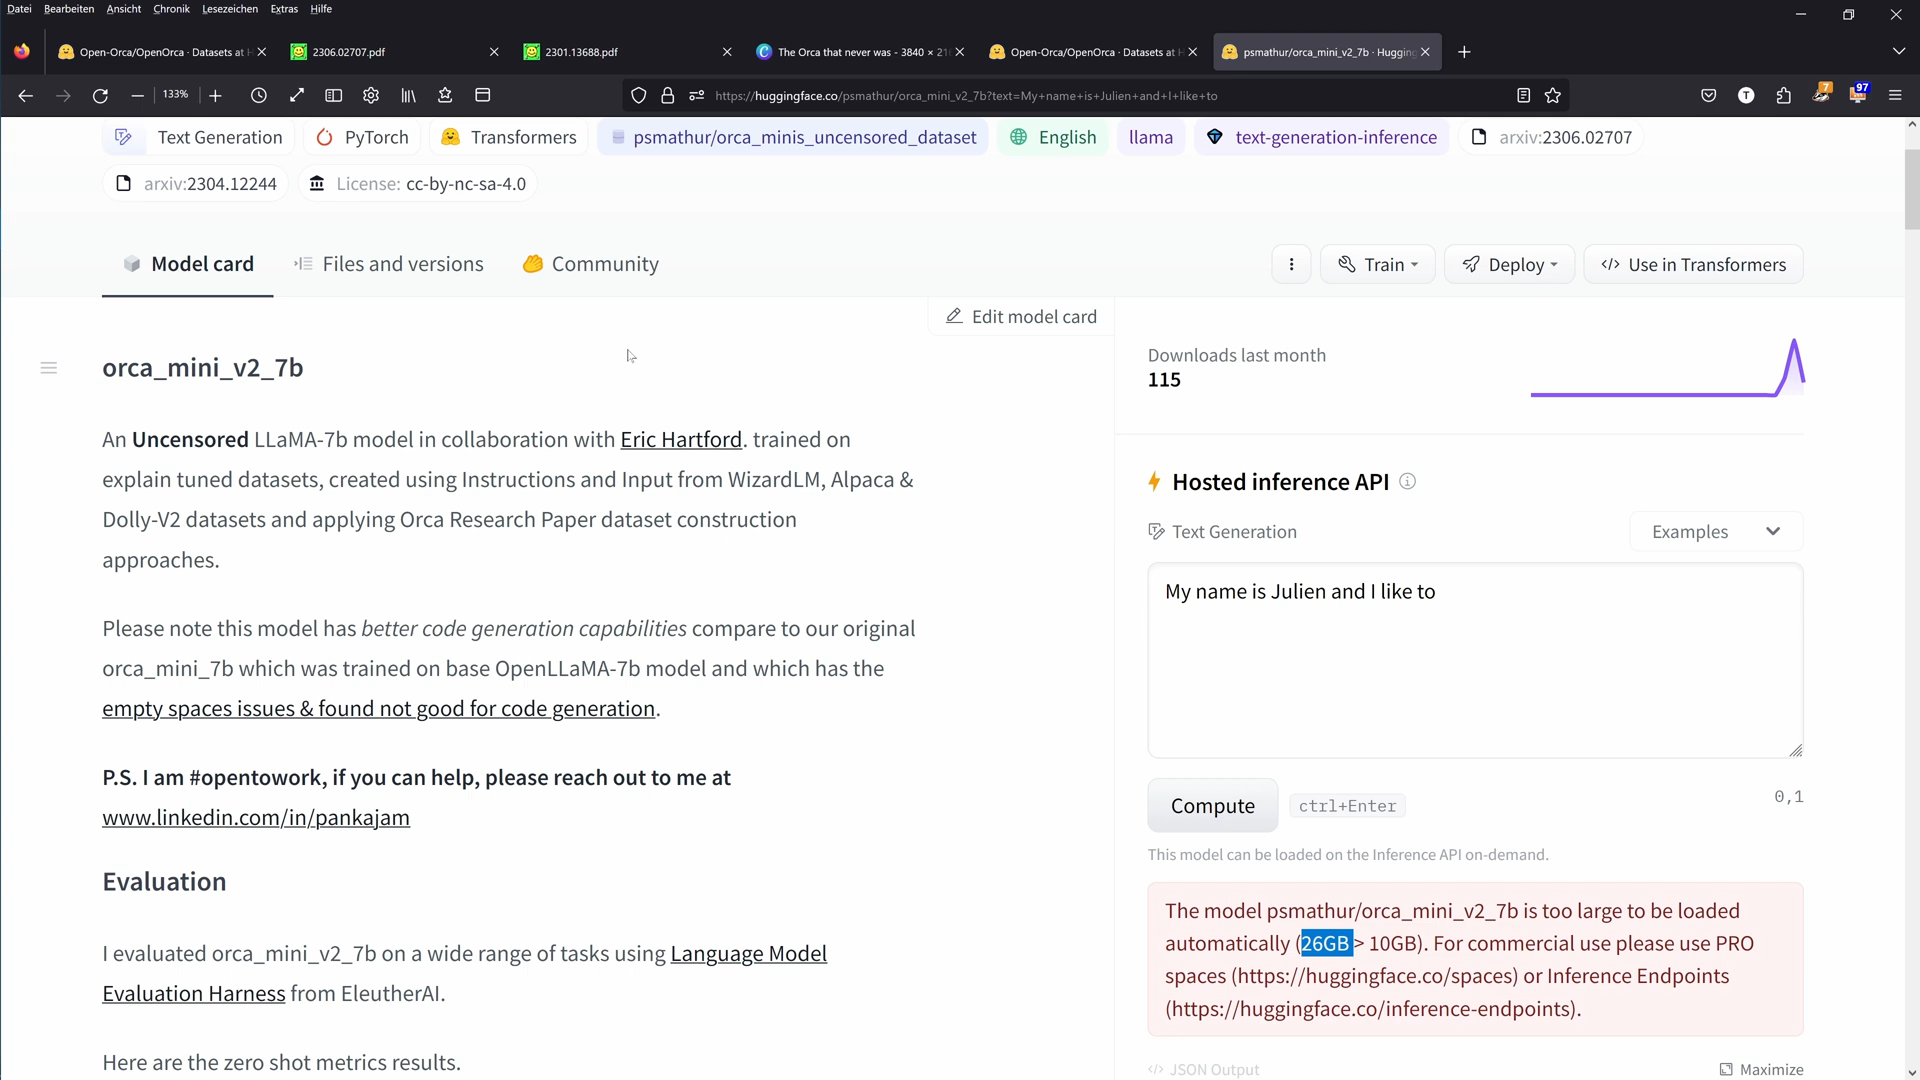 Datei Bearbeiten Ansicht Chronik Lesezeichen Extras Hilfe
Open-Orca/OpenOrca · Datasets at H
2306.02707.pdf
2301.13688.pdf
The Orca that never was - 3840 × 21
Open-Orca/OpenOrca · Datasets at H
psmathur/orca_mini_v2_7b · Hugging
133%
https://huggingface.co/psmathur/orca_mini_v2_7b?text=My+name+is+Julien+and+I+like+to
T
7
97
Text Generation
PyTorch
Transformers
psmathur/orca_minis_uncensored_dataset
English
llama
text-generation-inference
arxiv:2306.02707
arxiv:2304.12244
License: cc-by-nc-sa-4.0
Model card
Files and versions
Community
Train
Deploy
</> Use in Transformers
Edit model card
orca_mini_v2_7b
An Uncensored LLaMA-7b model in collaboration with Eric Hartford. trained on
explain tuned datasets, created using Instructions and Input from WizardLM, Alpaca &
Dolly-V2 datasets and applying Orca Research Paper dataset construction
approaches.
Please note this model has better code generation capabilities compare to our original
orca_mini_7b which was trained on base OpenLLaMA-7b model and which has the
empty spaces issues & found not good for code generation.
P.S. I am #opentowork, if you can help, please reach out to me at
www.linkedin.com/in/pankajam
Evaluation
I evaluated orca_mini_v2_7b on a wide range of tasks using Language Model
Evaluation Harness from EleutherAI.
Here are the zero shot metrics results.
Downloads last month
115
Hosted inference API
Text Generation
Examples
My name is Julien and I like to
Compute
ctrl+Enter
0,1
This model can be loaded on the Inference API on-demand.
The model psmathur/orca_mini_v2_7b is too large to be loaded
automatically (26GB > 10GB). For commercial use please use PRO
spaces (https://huggingface.co/spaces) or Inference Endpoints
(https://huggingface.co/inference-endpoints).
</> JSON Output
Maximize